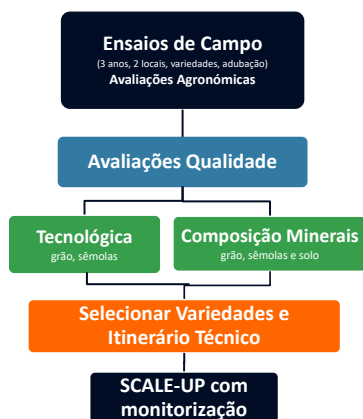 Ensaios de Campo
(3 anos, 2 locais, variedades, adubação)
Avaliações Agronómicas
Avaliações Qualidade
Tecnológica
grão, sêmolas
Composição Minerais
grão, sêmolas e solo
Selecionar Variedades e
Itinerário Técnico
SCALE-UP com
monitorização